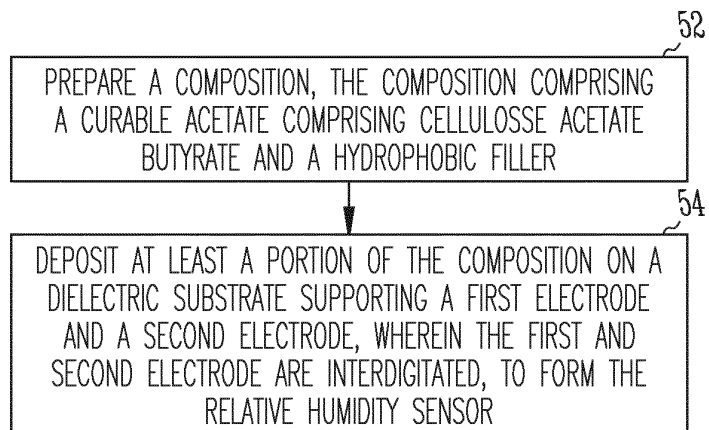 52
PREPARE A COMPOSITION, THE COMPOSITION COMPRISING
A CURABLE ACETATE COMPRISING CELLULOSSE ACETATE
BUTYRATE AND A HYDROPHOBIC FILLER
54
DEPOSIT AT LEAST A PORTION OF THE COMPOSITION ON A
DIELECTRIC SUBSTRATE SUPPORTING A FIRST ELECTRODE
AND A SECOND ELECTRODE, WHEREIN THE FIRST AND
SECOND ELECTRODE ARE INTERDIGITATED, TO FORM THE
RELATIVE HUMIDITY SENSOR